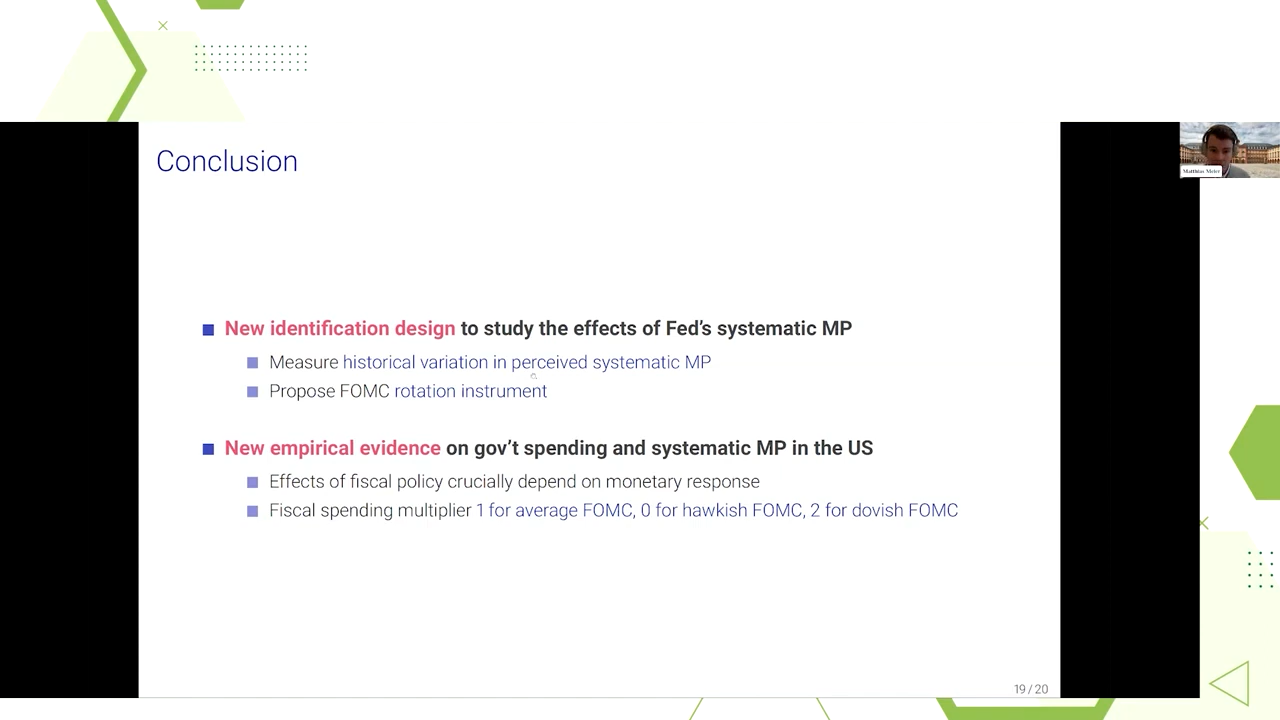 Conclusion
Matthias Meier
New identification design to study the effects of Fed's systematic MP
Measure historical variation in perceived systematic MP
Propose FOMC rotation instrument
New empirical evidence on gov't spending and systematic MP in the US
Effects of fiscal policy crucially depend on monetary response
Fiscal spending multiplier 1 for average FOMC, 0 for hawkish FOMC, 2 for dovish FOMC
19 / 20